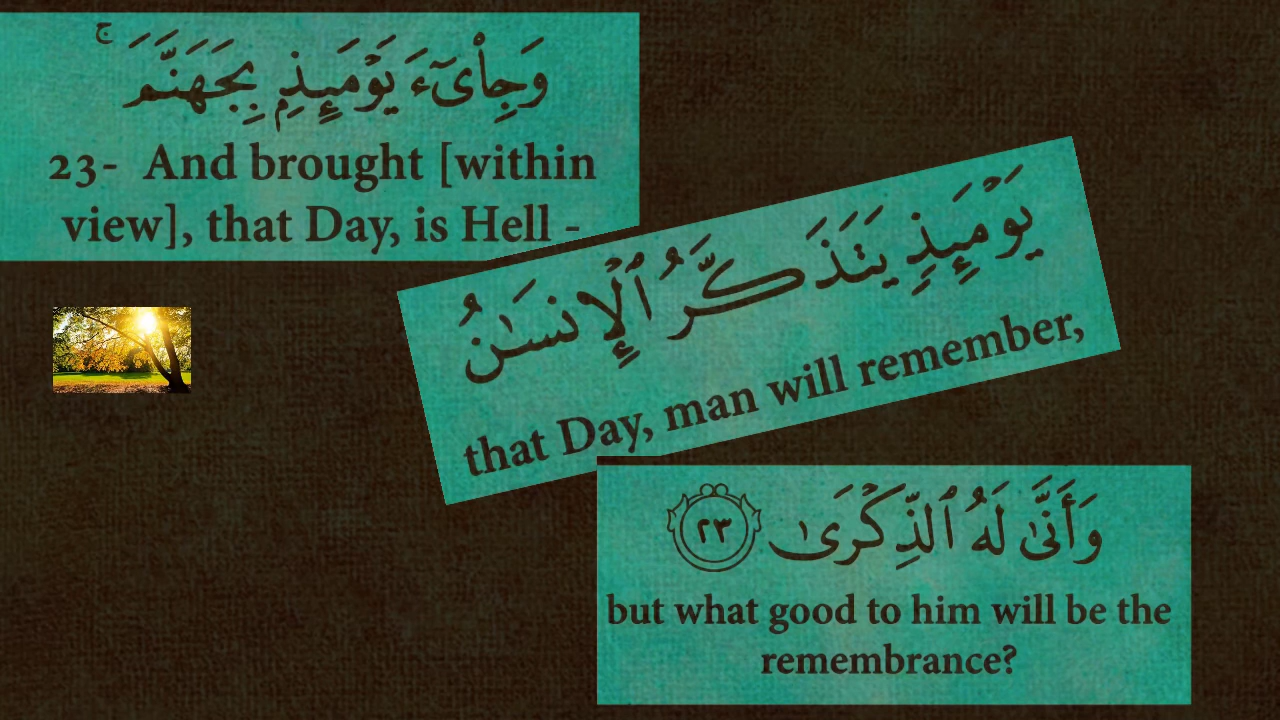 وَجِا۟ىٓءَ يَوْمَىِٕذٍۭ بِجَهَنَّمَ ۚ
23- And brought [within
view], that Day, is Hell -
يَوْمَىِٕذٍ يَتَذَكَّرُ ٱلْإِنسَـٰنُ
that Day, man will remember,
وَأَنَّىٰ لَهُ ٱلذِّكْرَىٰ ٢٣
but what good to him will be the
remembrance?